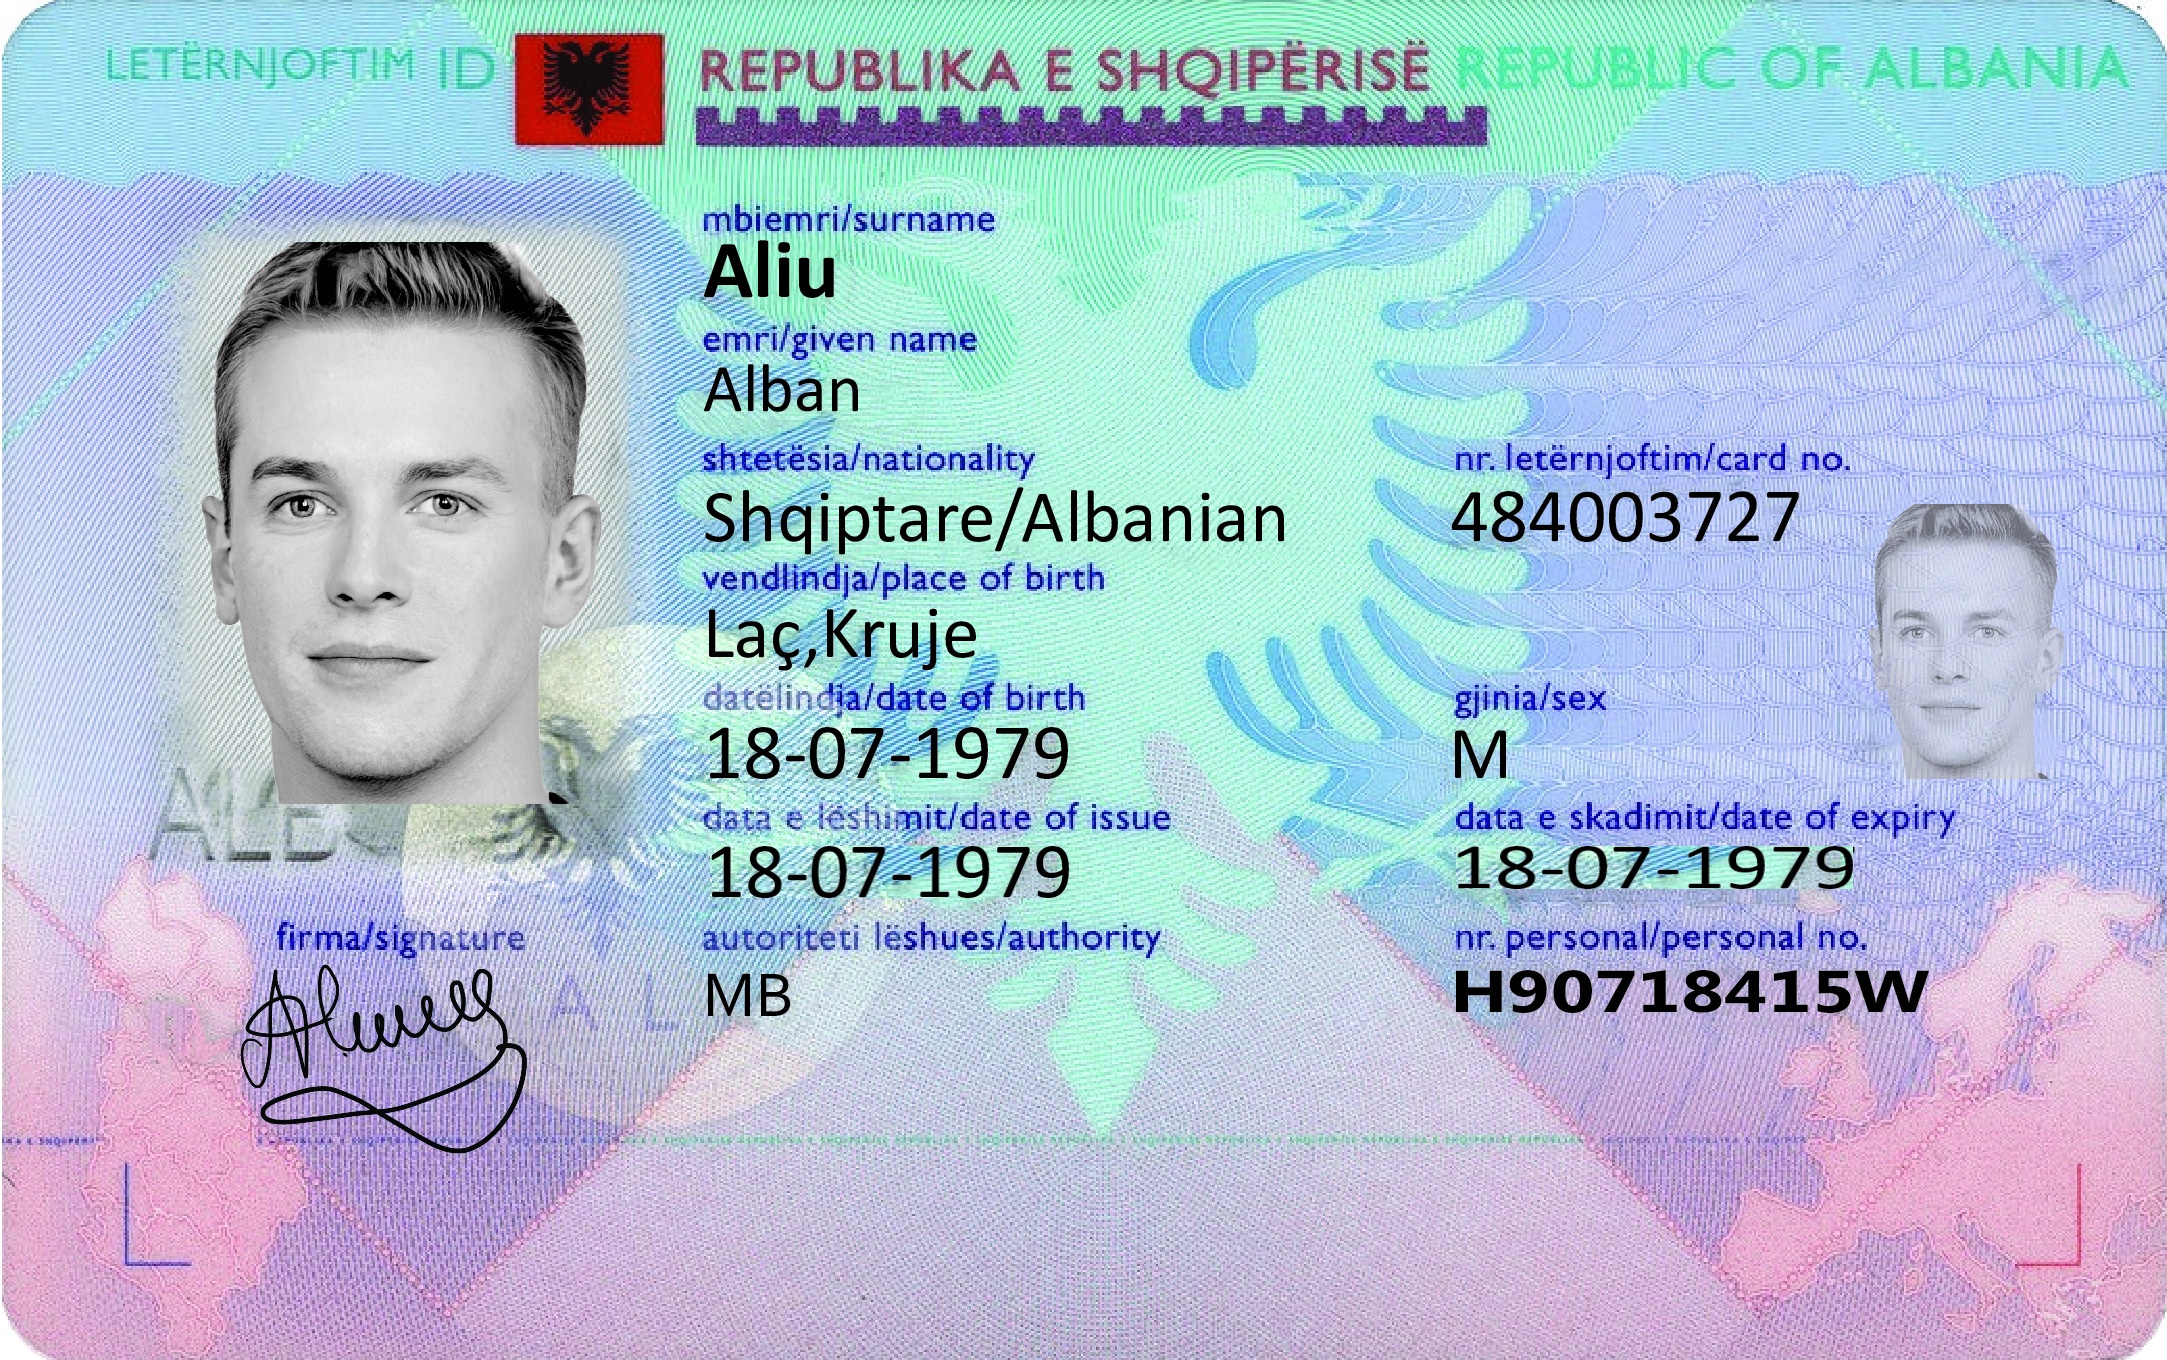 LETËRNJOFTIM ID REPUBLIKA E SHQIPËRISË REPUBLIC OF ALBANIA
mbiemri/surname
Aliu
emri/given name
Alban
shtetësia/nationality
Shqiptare/Albanian
nr. letërnjoftim/card no.
484003727
vendlindja/place of birth
Laç,Kruje
datëlindja/date of birth
18-07-1979
gjinia/sex
M
data e lëshimit/date of issue
18-07-1979
data e skadimit/date of expiry
18-07-1979
firma/signature
autoriteti lëshues/authority
MB
nr. personal/personal no.
H90718415W